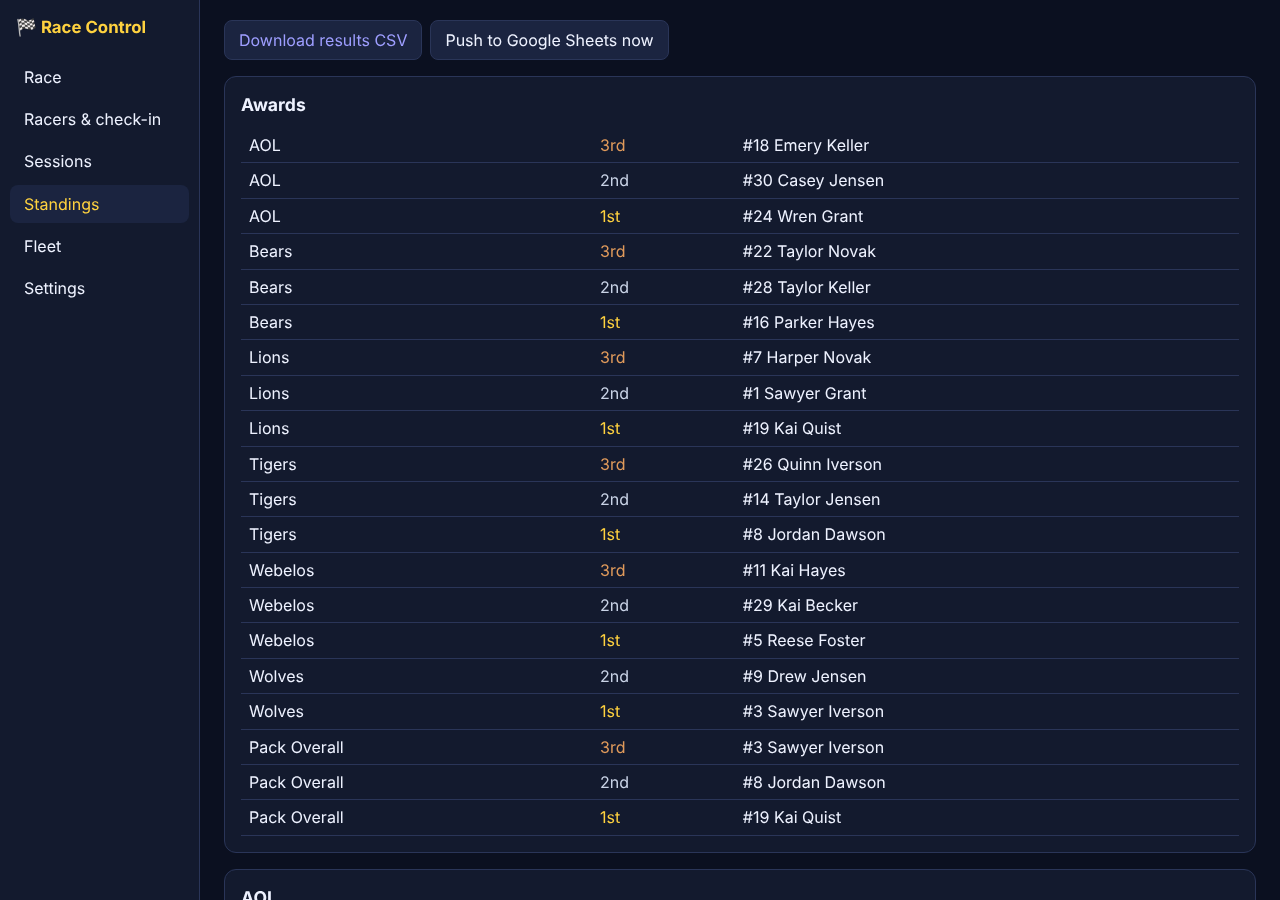 Race Control
Race
Racers & check-in
Sessions
Standings
Fleet
Settings
Download results CSV
Push to Google Sheets now
Awards
AOL 3rd #18 Emery Keller
AOL 2nd #30 Casey Jensen
AOL 1st #24 Wren Grant
Bears 3rd #22 Taylor Novak
Bears 2nd #28 Taylor Keller
Bears 1st #16 Parker Hayes
Lions 3rd #7 Harper Novak
Lions 2nd #1 Sawyer Grant
Lions 1st #19 Kai Quist
Tigers 3rd #26 Quinn Iverson
Tigers 2nd #14 Taylor Jensen
Tigers 1st #8 Jordan Dawson
Webelos 3rd #11 Kai Hayes
Webelos 2nd #29 Kai Becker
Webelos 1st #5 Reese Foster
Wolves 2nd #9 Drew Jensen
Wolves 1st #3 Sawyer Iverson
Pack Overall 3rd #3 Sawyer Iverson
Pack Overall 2nd #8 Jordan Dawson
Pack Overall 1st #19 Kai Quist
AOL